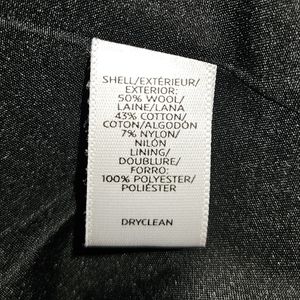 SHELL/EXTÉRIEUR/
EXTERIOR:
50% WOOL/
LAINE/LANA
43% COTTON/
COTON/ALGODÓN
7% NYLON/
NILÓN
LINING/
DOUBLURE/
FORRO:
100% POLYESTER/
POLIÉSTER
DRYCLEAN